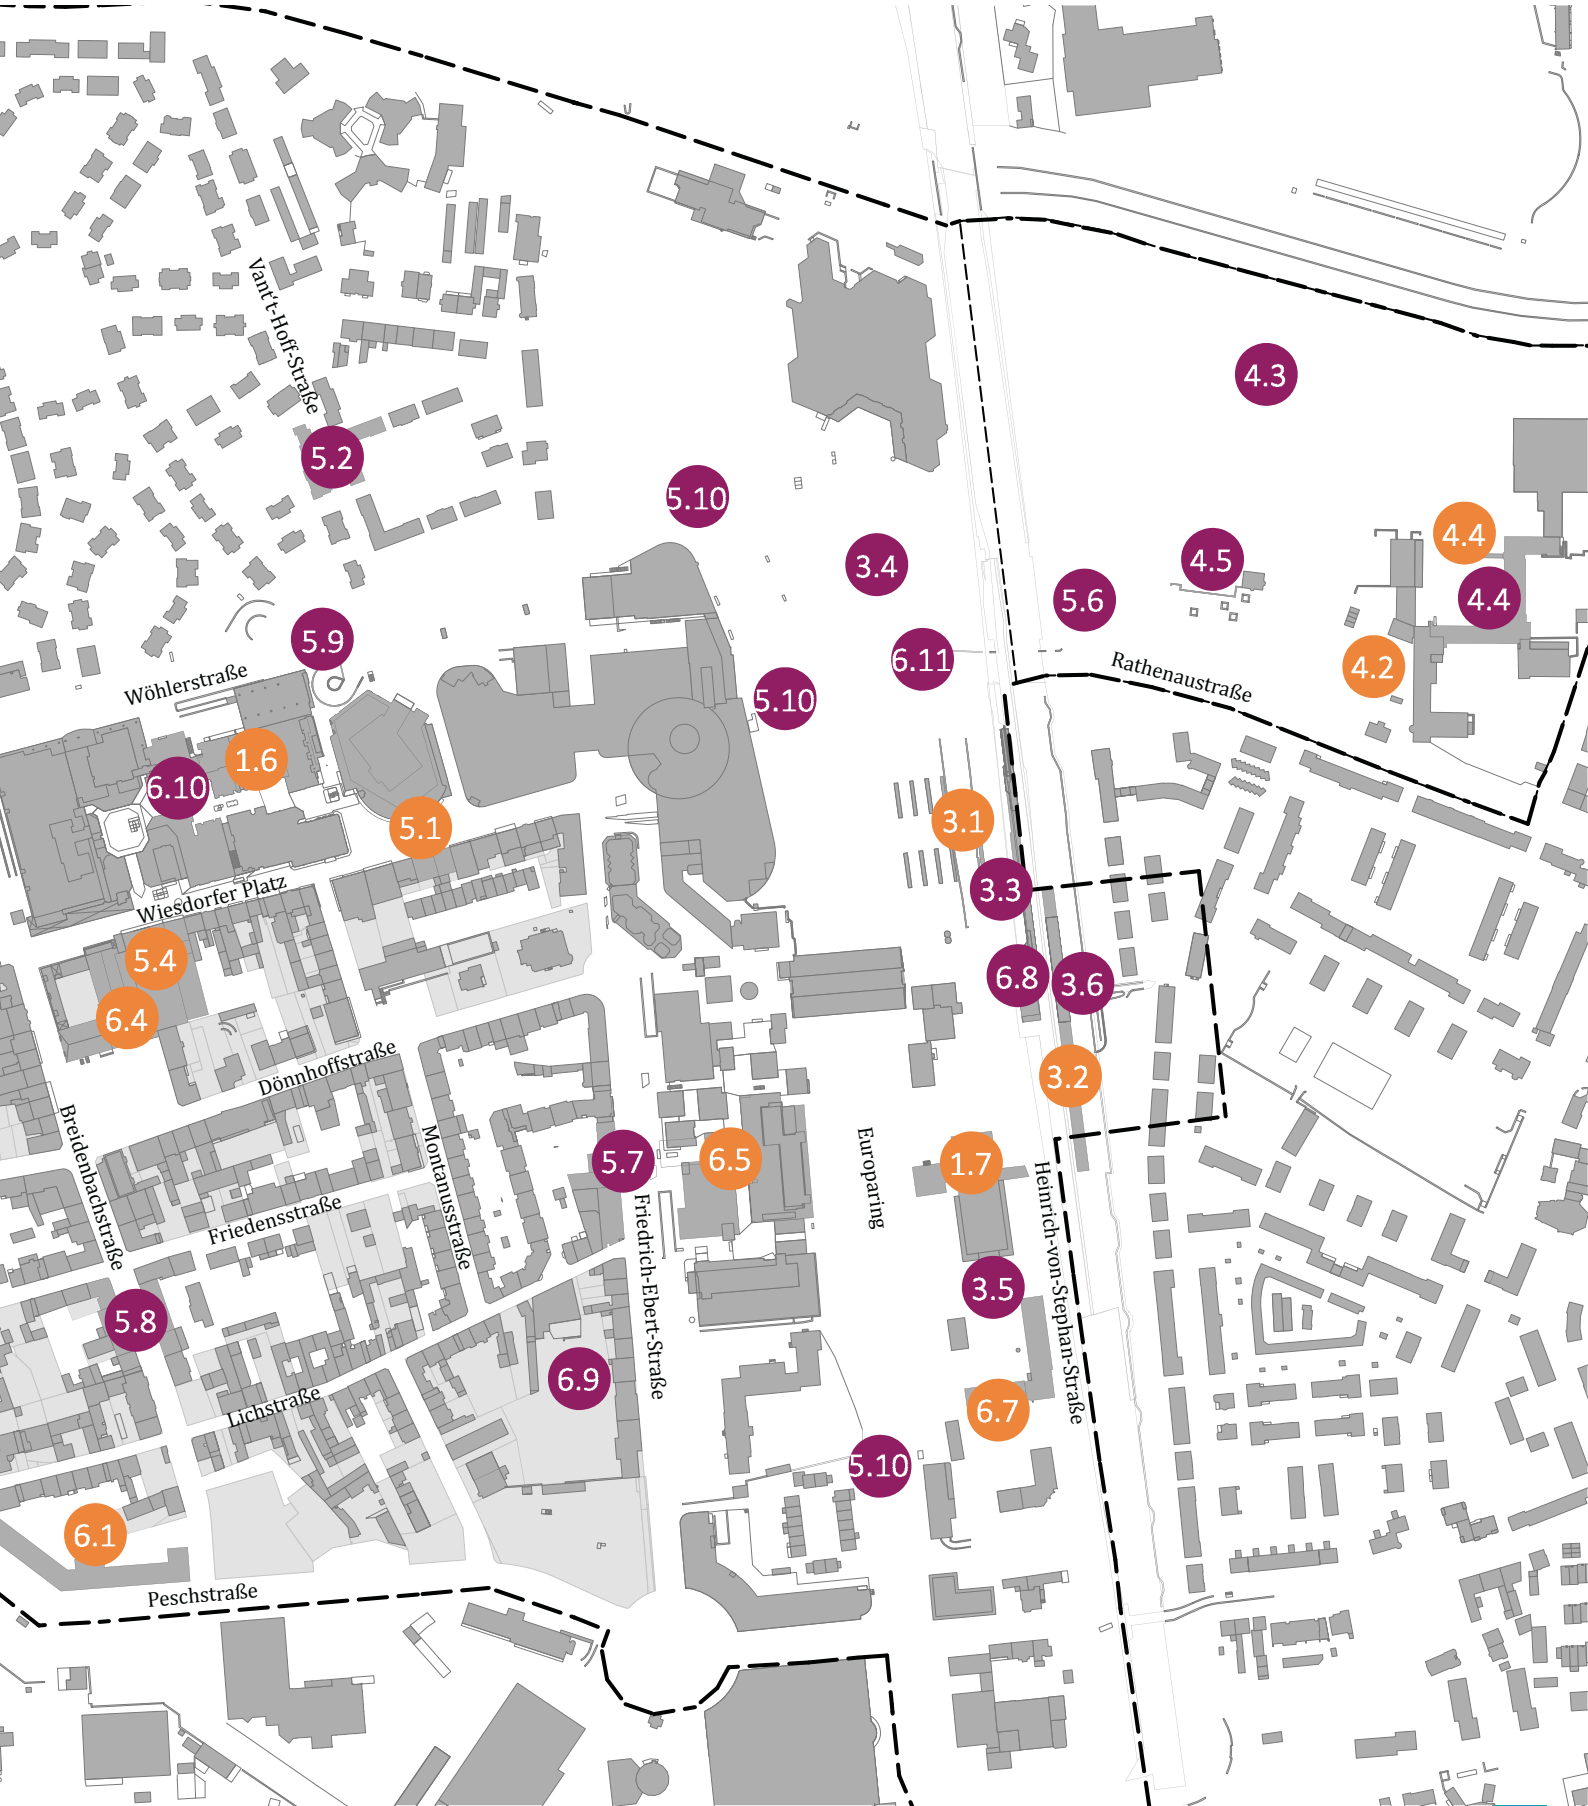 Vant't-Hoff-Straße
4.3
5.2
5.10
4.4
3.4
4.5
5.6
4.4
5.9
6.11
4.2
Rathenaustraße
Wöhlerstraße
5.10
1.6
6.10
3.1
5.1
3.3
Wiesdorfer Platz
5.4
6.8
3.6
6.4
Dönnhoffstraße
3.2
Breidenbachstraße
Montanusstraße
5.7
6.5
Europaring
1.7
Heinrich-von-Stephan-Straße
Friedensstraße
Friedrich-Ebert-Straße
3.5
5.8
6.9
Lichstraße
6.7
5.10
6.1
Peschstraße